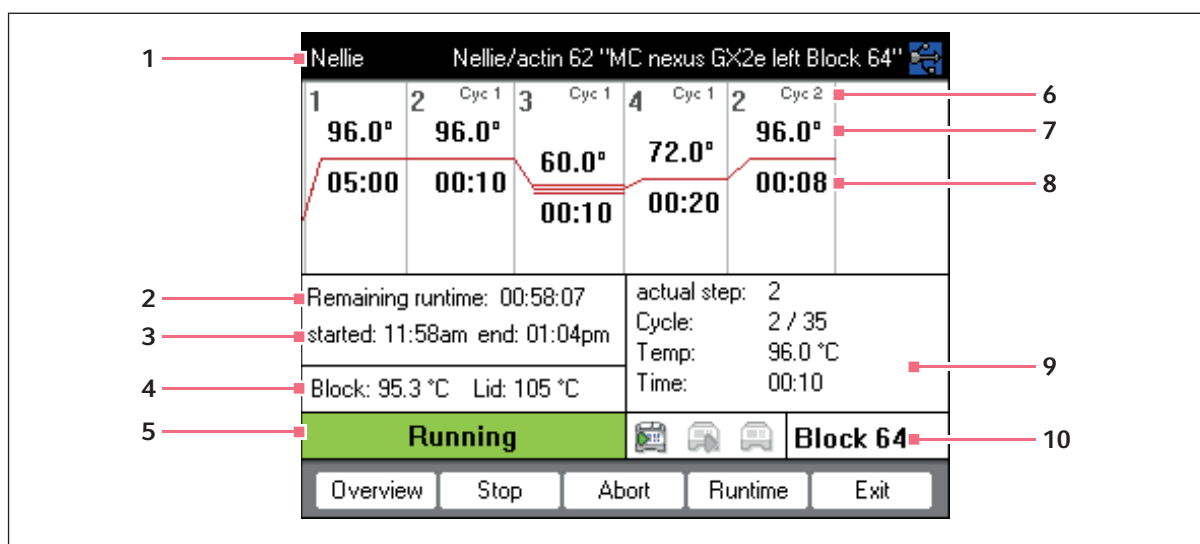 1 Nellie Nellie/actin 62 "MC nexus GX2e left Block 64"
1 2 Cyc 1 3 Cyc 1 4 Cyc 1 2 Cyc 2 6
96.0° 96.0° 60.0° 72.0° 96.0° 7
05:00 00:10 00:10 00:20 00:08 8
2 Remaining runtime: 00:58:07
3 started: 11:58am end: 01:04pm
4 Block: 95.3 °C Lid: 105 °C
actual step: 2
Cycle: 2 / 35
Temp: 96.0 °C
Time: 00:10
9
5 Running
Block 64 10
Overview Stop Abort Runtime Exit